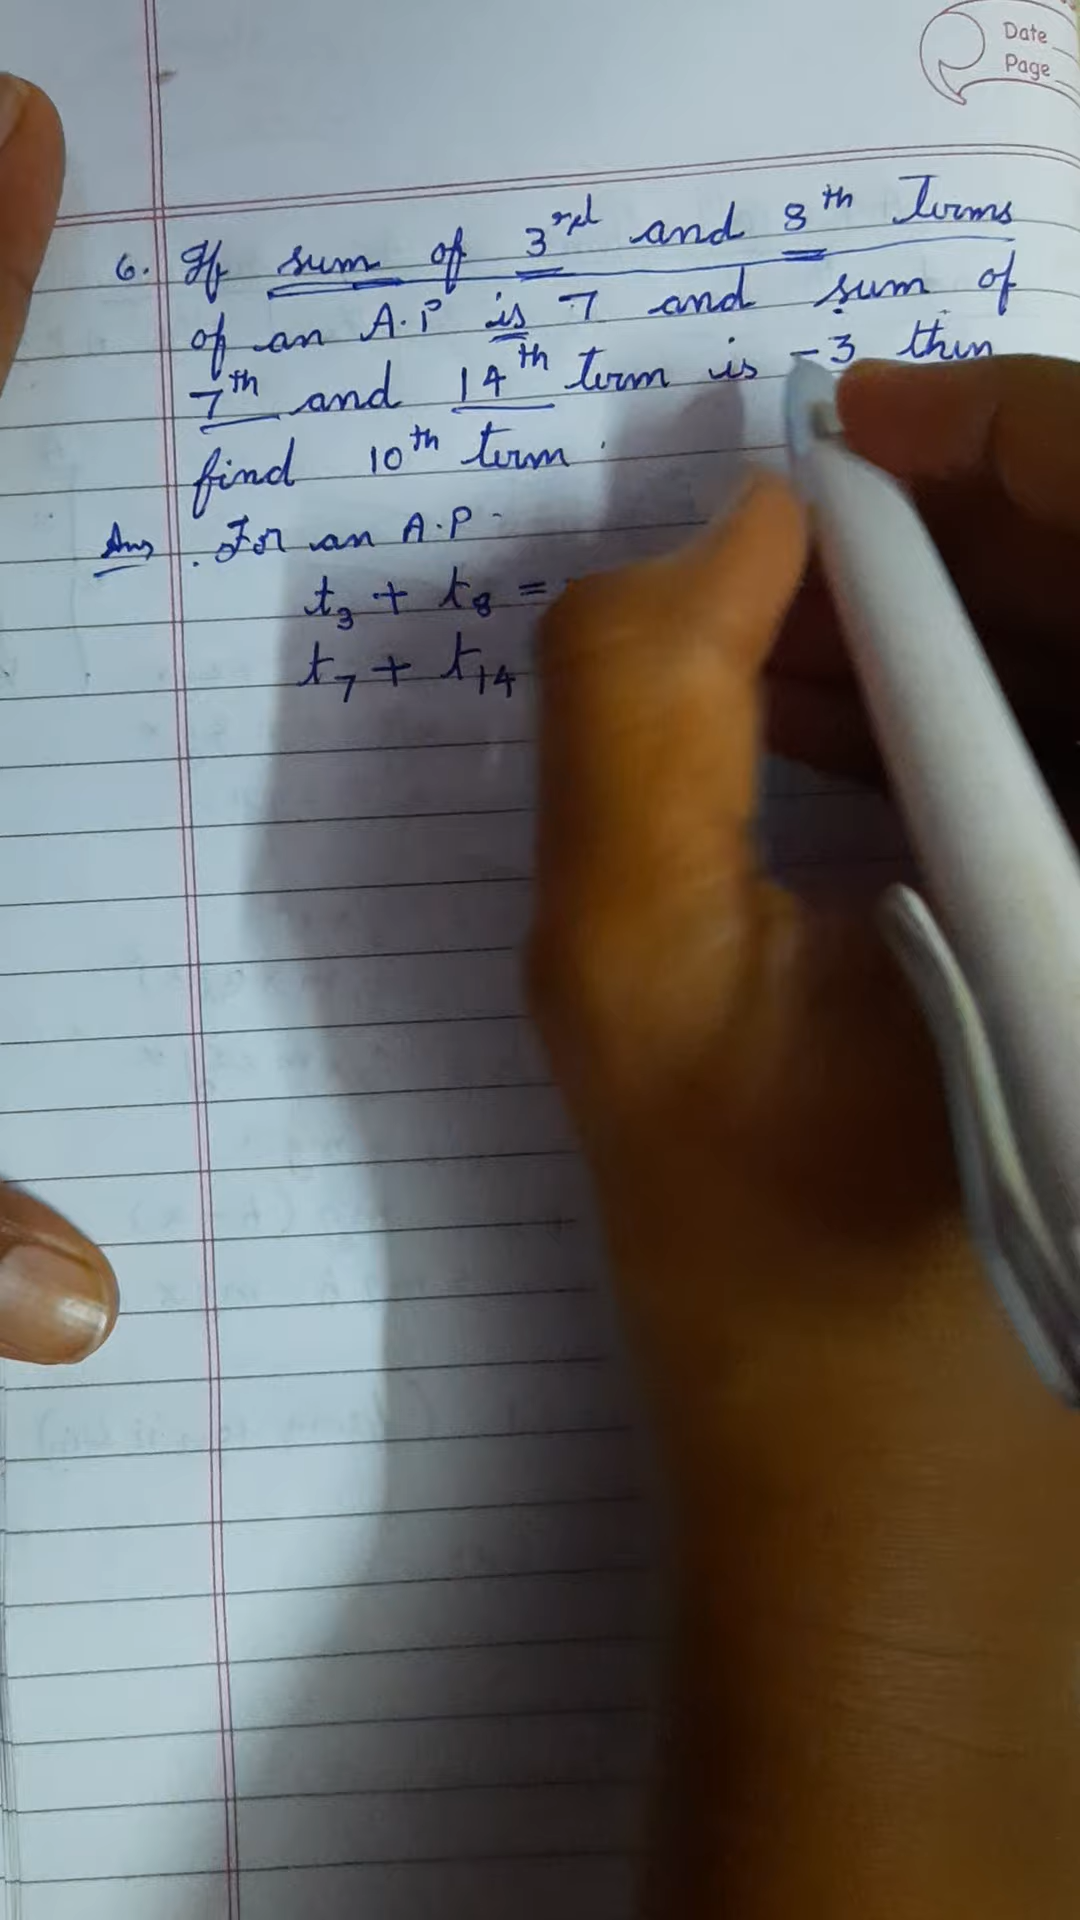 Date
Page
6. If sum of 3rd and 8th Terms
of an A.P is 7 and sum of
7th and 14th term is -3 then
find 10th term.
Ans . For an A.P.
t3 + t8 =
t7 + t14